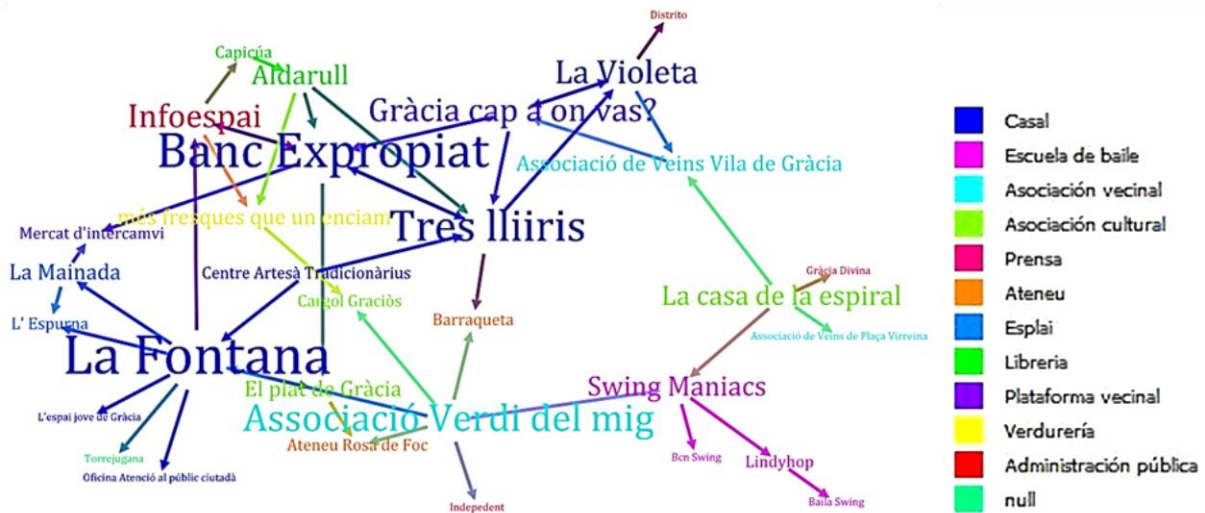 Distrito
Capicúa
Aldarull
La Violeta
Infoespai
Gràcia cap a on vas?
Banc Expropiat
Associació de Veins Vila de Gràcia
més fresques que un enciam
Tres lliiris
Mercat d'intercamvi
La Mainada
Centre Artesà Tradicionàrius
Gràcia Divina
Cargol Graciòs
La casa de la espiral
L' Espurna
Barraqueta
Associació de Veins de Plaça Virreina
La Fontana
El plat de Gràcia
Swing Maniacs
L'espai jove de Gràcia
Associació Verdi del mig
Ateneu Rosa de Foc
Torrejugana
Bcn Swing
Lindyhop
Oficina Atenció al públic ciutadà
Baila Swing
Indepedent
Casal
Escuela de baile
Asociación vecinal
Asociación cultural
Prensa
Ateneu
Esplai
Libreria
Plataforma vecinal
Verdurería
Administración pública
null